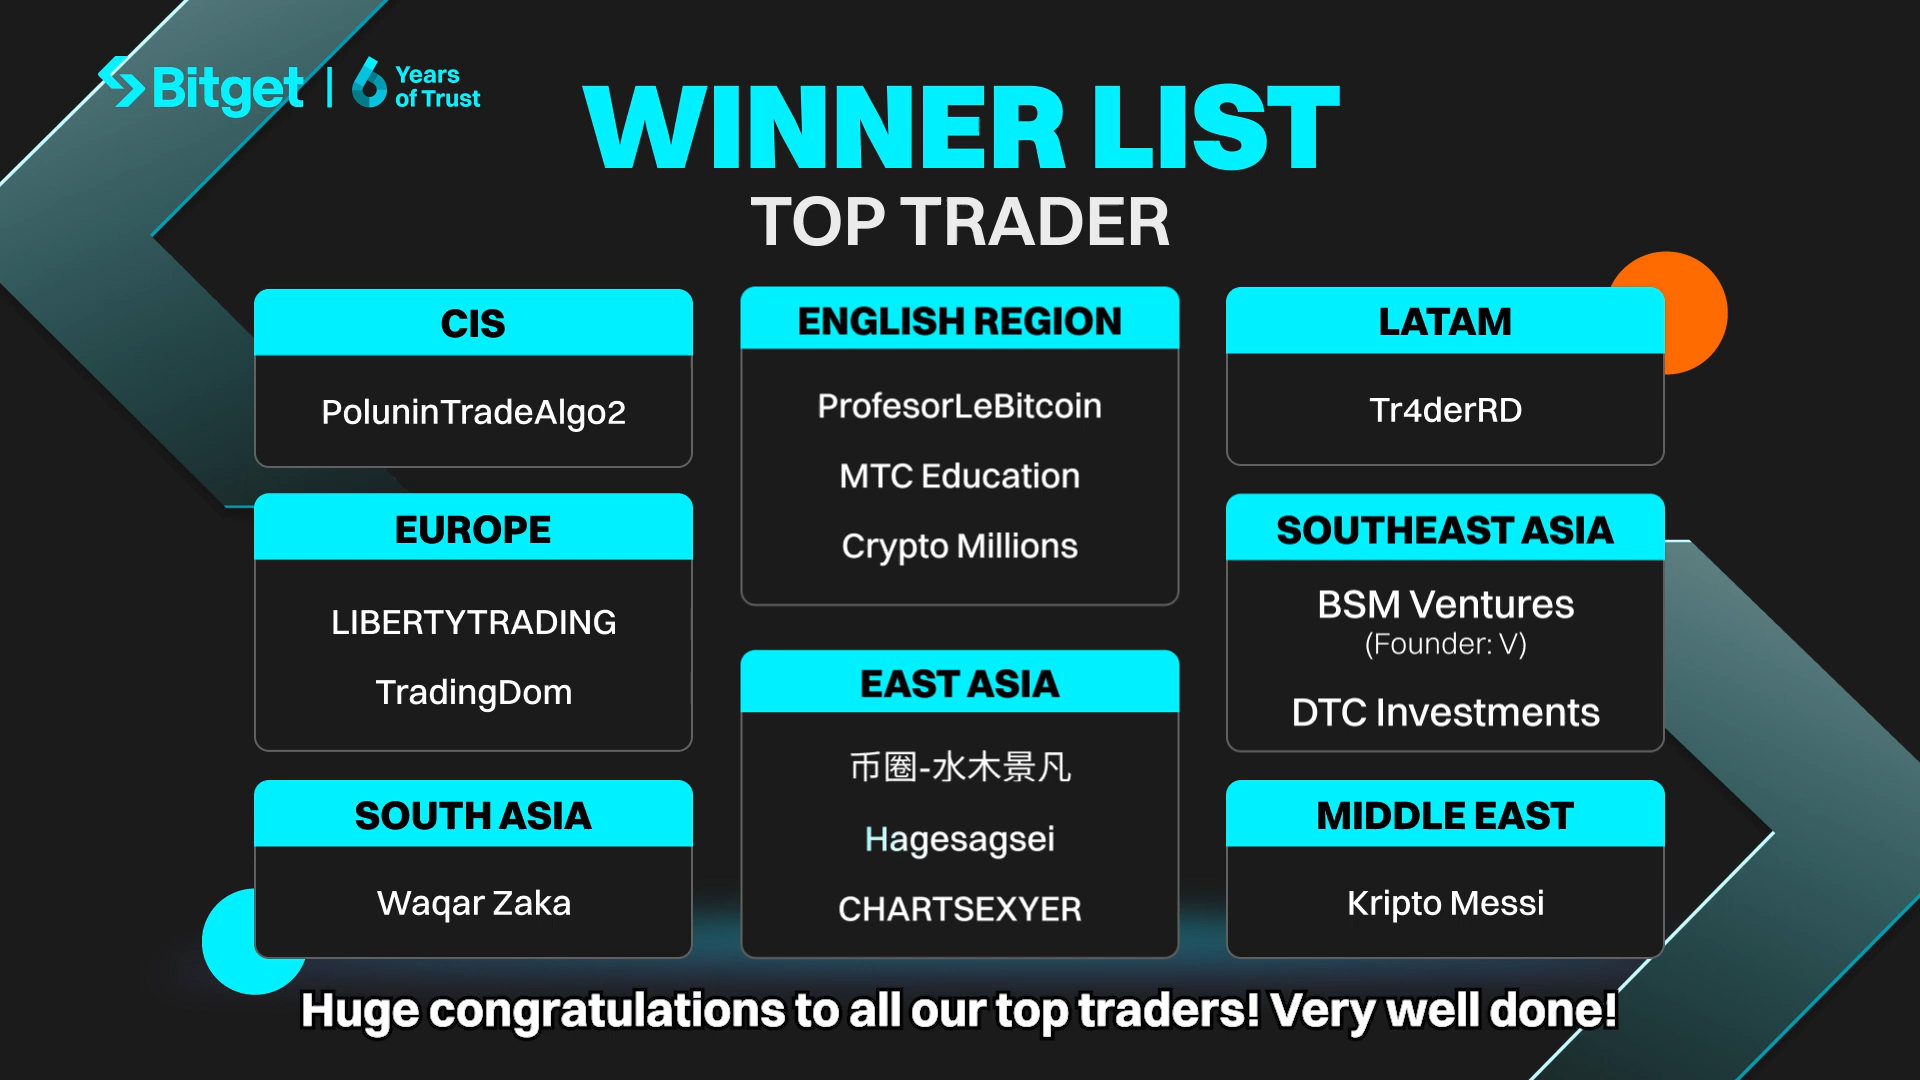 Bitget | 6 Years of Trust
WINNER LIST
TOP TRADER
CIS
PoluninTradeAlgo2
EUROPE
LIBERTYTRADING
TradingDom
SOUTH ASIA
Waqar Zaka
ENGLISH REGION
ProfesorLeBitcoin
MTC Education
Crypto Millions
EAST ASIA
币圈-水木景凡
Hagesagsei
CHARTSEXYER
LATAM
Tr4derRD
SOUTHEAST ASIA
BSM Ventures
(Founder: V)
DTC Investments
MIDDLE EAST
Kripto Messi
Huge congratulations to all our top traders! Very well done!